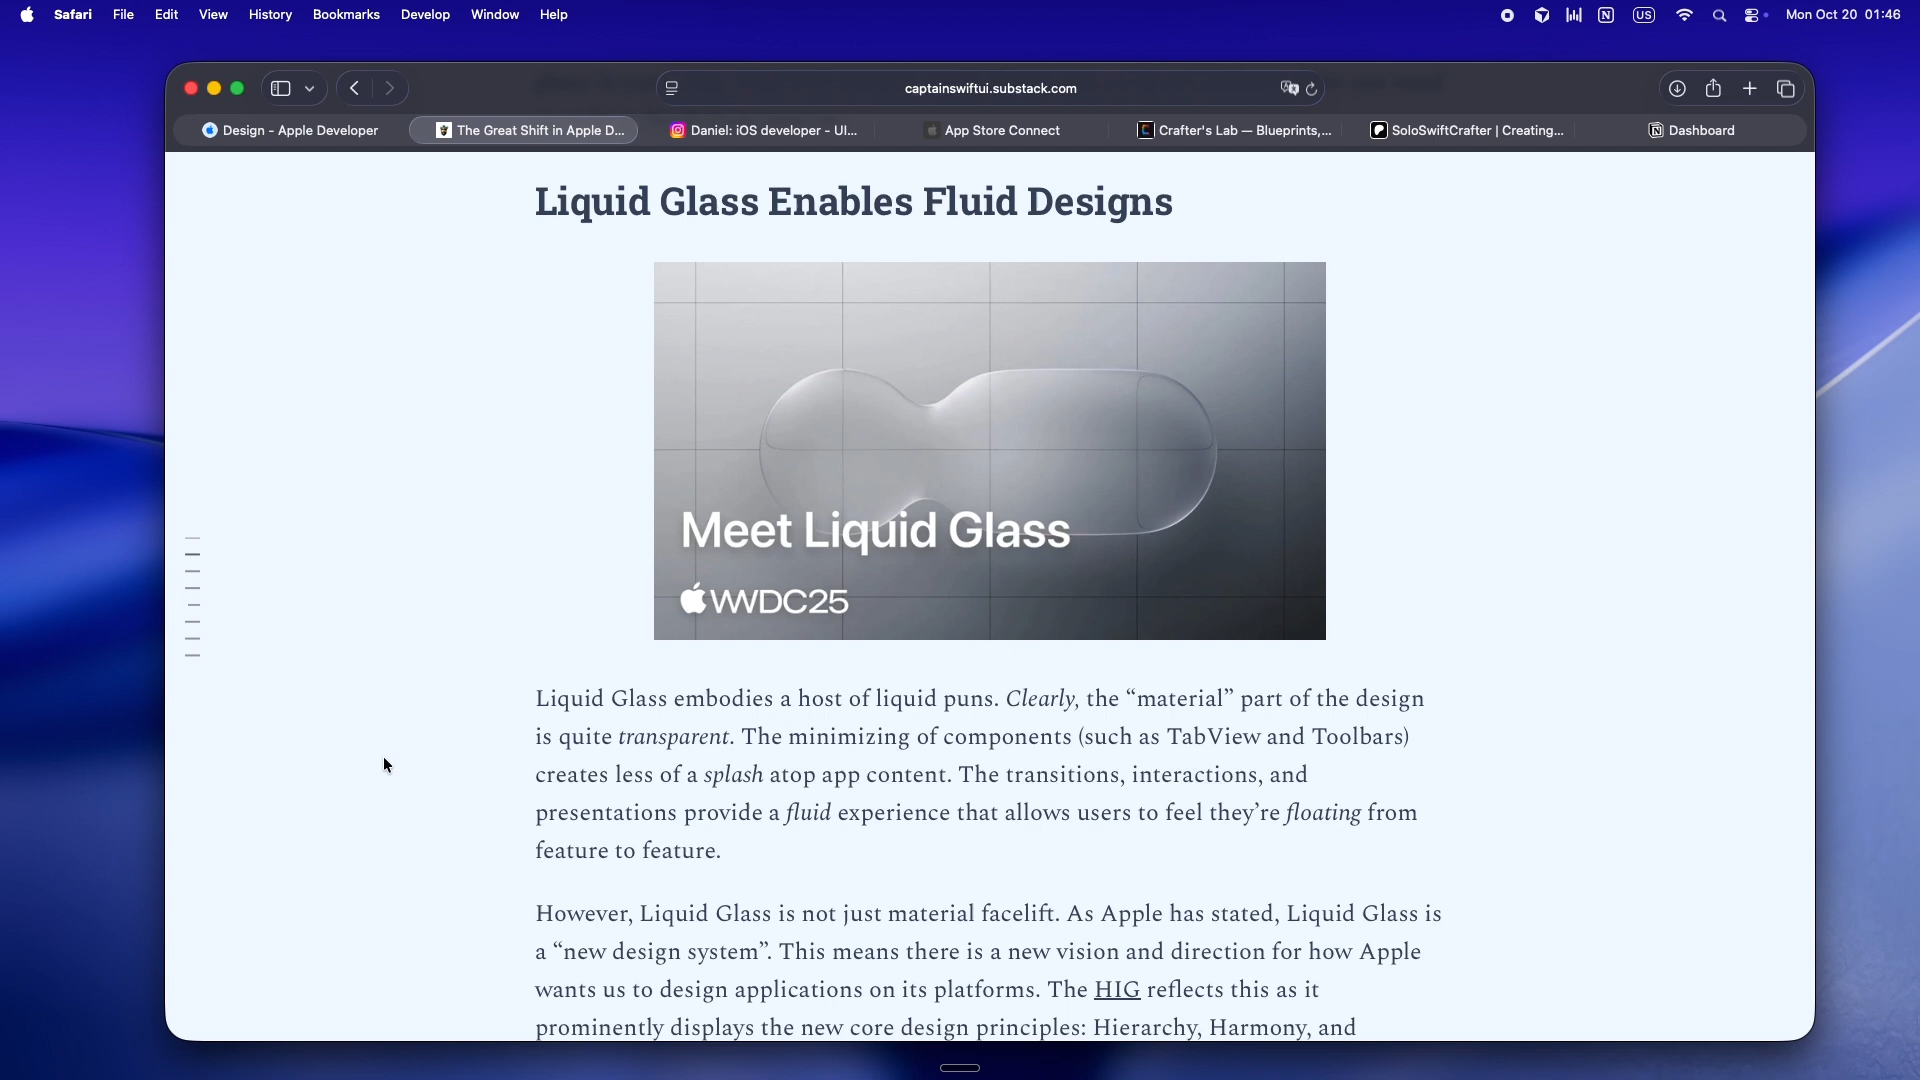 Safari File Edit View History Bookmarks Develop Window Help
US
Mon Oct 20 01:46
captainswiftui.substack.com
Design - Apple Developer
The Great Shift in Apple D...
Daniel: iOS developer - UI...
App Store Connect
Crafter's Lab — Blueprints,...
SoloSwiftCrafter | Creating...
Dashboard
Liquid Glass Enables Fluid Designs
Meet Liquid Glass
WWDC25
Liquid Glass embodies a host of liquid puns. Clearly, the “material” part of the design
is quite transparent. The minimizing of components (such as TabView and Toolbars)
creates less of a splash atop app content. The transitions, interactions, and
presentations provide a fluid experience that allows users to feel they’re floating from
feature to feature.
However, Liquid Glass is not just material facelift. As Apple has stated, Liquid Glass is
a “new design system”. This means there is a new vision and direction for how Apple
wants us to design applications on its platforms. The HIG reflects this as it
prominently displays the new core design principles: Hierarchy, Harmony, and